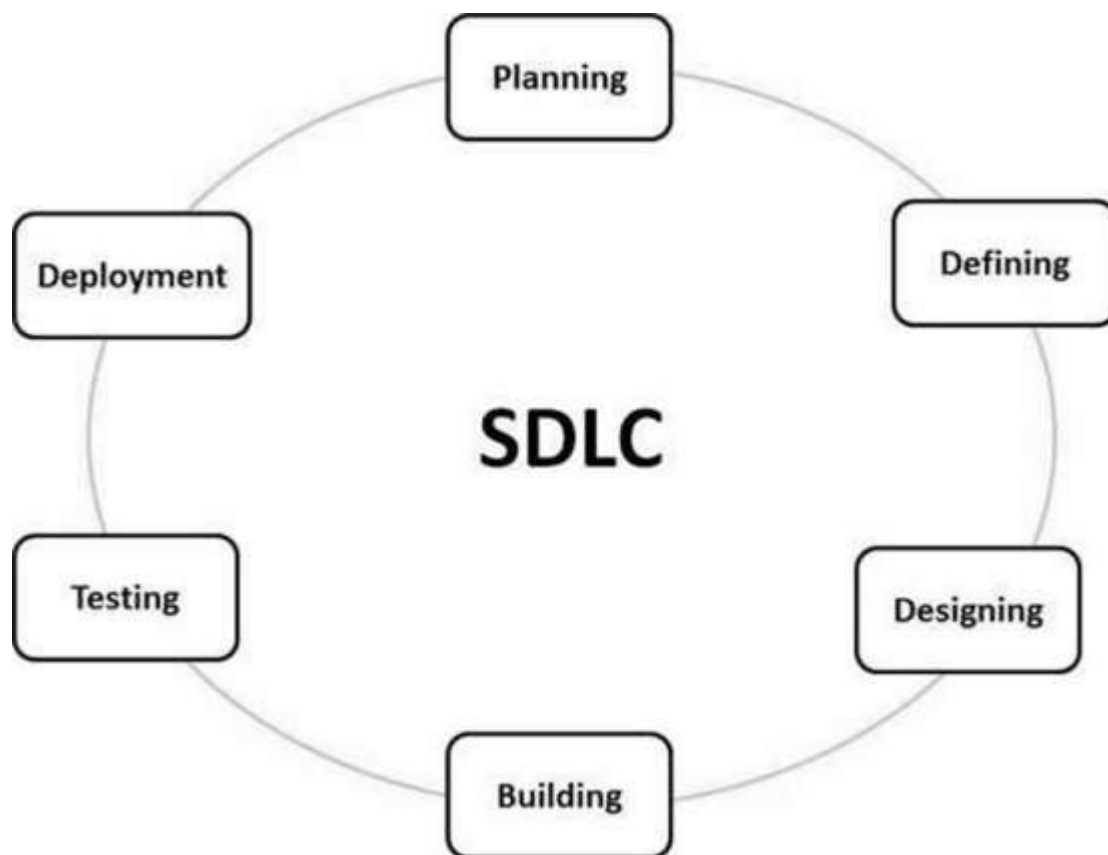 Planning
Defining
Deployment
SDLC
Designing
Testing
Building